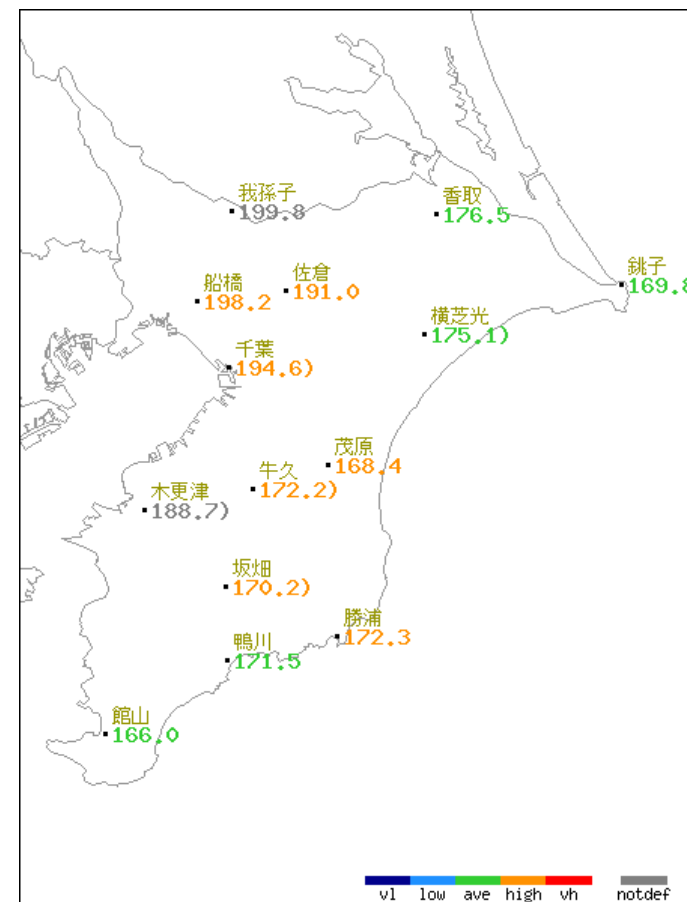 我孫子
199.8
香取
176.5
銚子
169.8
船橋
198.2
佐倉
191.0
横芝光
175.1)
千葉
194.6)
茂原
168.4
牛久
172.2)
木更津
188.7)
坂畑
170.2)
勝浦
172.3
鴨川
171.5
館山
166.0
vl low ave high vh notdef